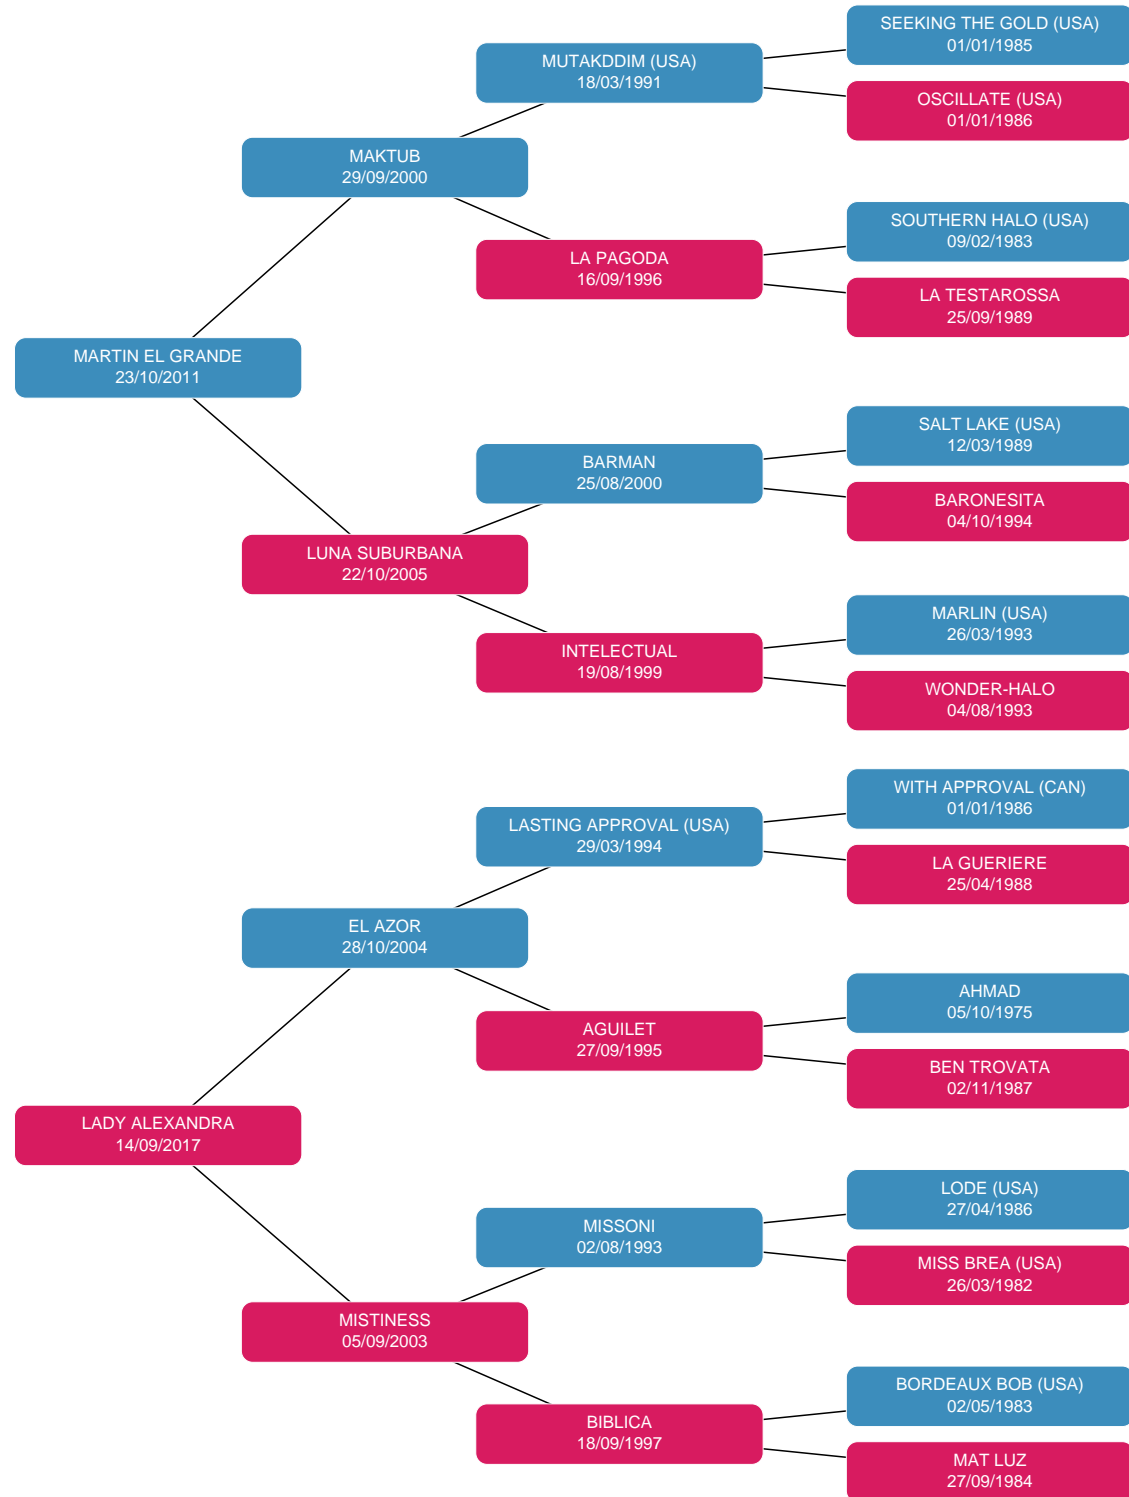 SEEKING THE GOLD (USA)
01/01/1985
MUTAKDDIM (USA)
18/03/1991
OSCILLATE (USA)
01/01/1986
MAKTUB
29/09/2000
SOUTHERN HALO (USA)
09/02/1983
LA PAGODA
16/09/1996
LA TESTAROSSA
25/09/1989
MARTIN EL GRANDE
23/10/2011
SALT LAKE (USA)
12/03/1989
BARMAN
25/08/2000
BARONESITA
04/10/1994
LUNA SUBURBANA
22/10/2005
MARLIN (USA)
26/03/1993
INTELECTUAL
19/08/1999
WONDER-HALO
04/08/1993
WITH APPROVAL (CAN)
01/01/1986
LASTING APPROVAL (USA)
29/03/1994
LA GUERIERE
25/04/1988
EL AZOR
28/10/2004
AHMAD
05/10/1975
AGUILET
27/09/1995
BEN TROVATA
02/11/1987
LADY ALEXANDRA
14/09/2017
LODE (USA)
27/04/1986
MISSONI
02/08/1993
MISS BREA (USA)
26/03/1982
MISTINESS
05/09/2003
BORDEAUX BOB (USA)
02/05/1983
BIBLICA
18/09/1997
MAT LUZ
27/09/1984